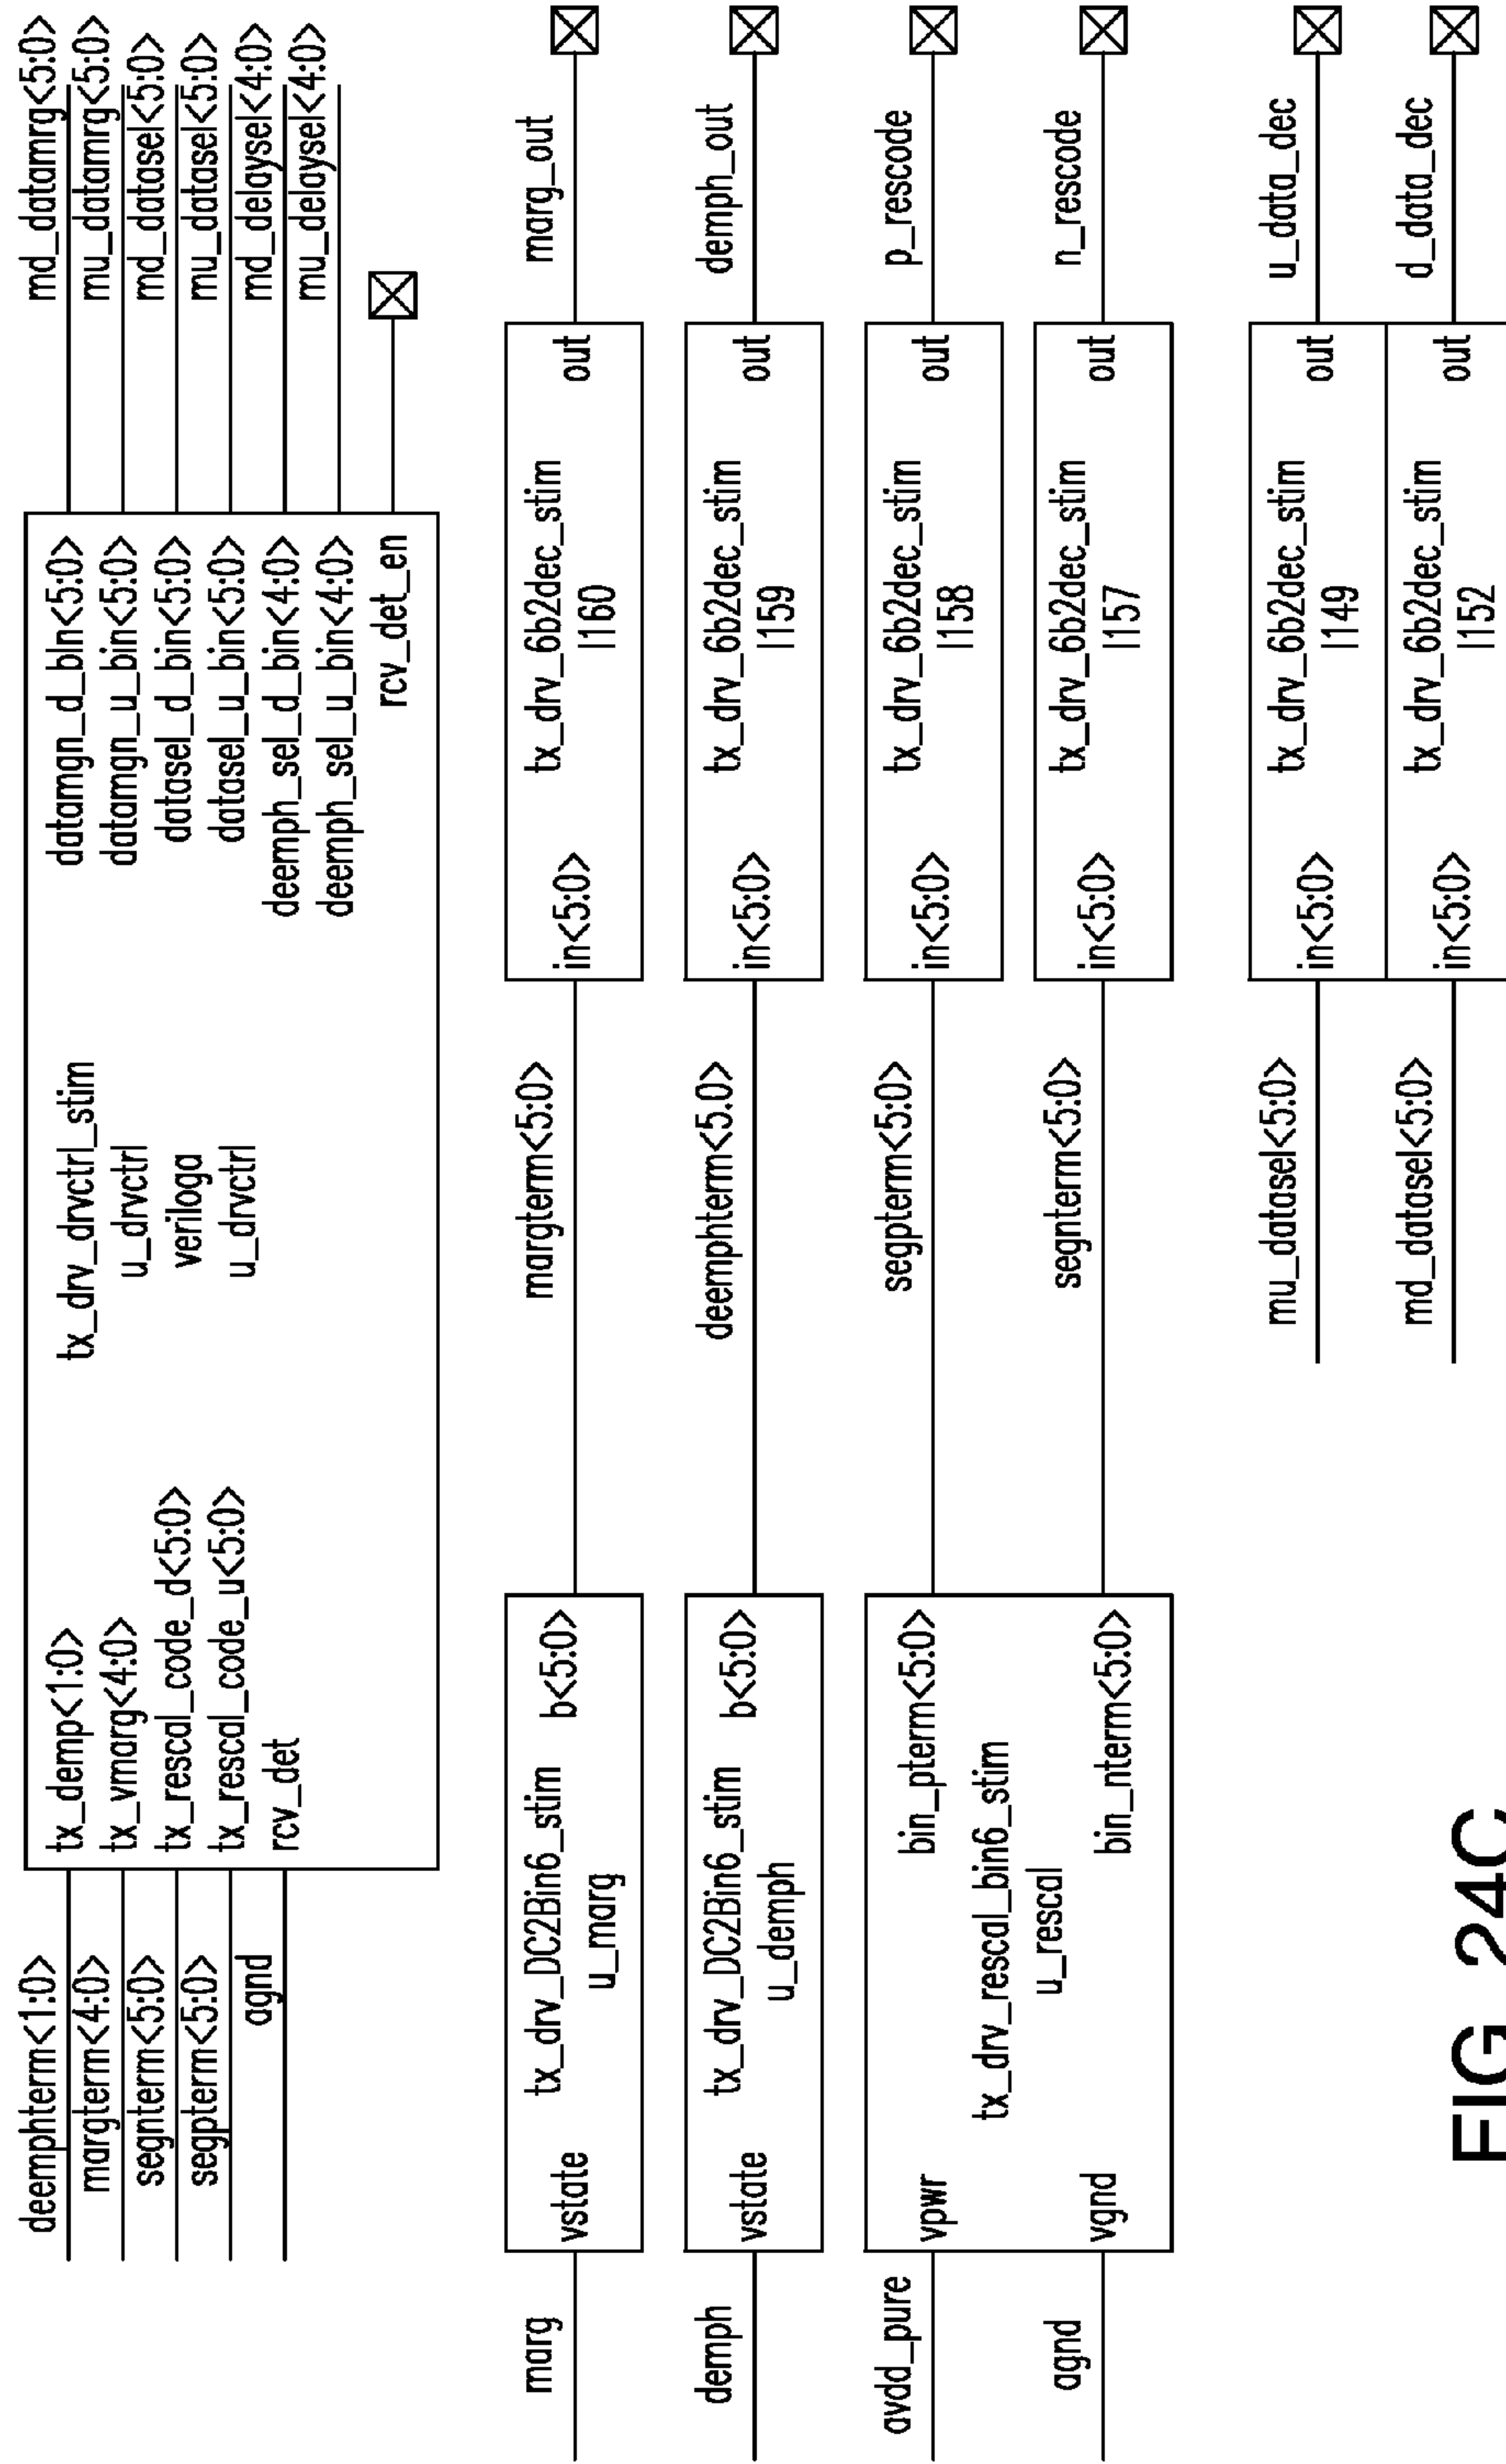 deemphterm<1:0>
margterm<4:0>
segnterm<5:0>
segpterm<5:0>
agnd
tx_demp<1:0>
tx_vmarg<4:0>
tx_rescal_code_d<5:0>
tx_rescal_code_u<5:0>
rcv_det
tx_drv_drvctrl_stim
u_drvctrl
veriloga
u_drvctrl
datamgn_d_bin<5:0>
datamgn_u_bin<5:0>
datasel_d_bin<5:0>
datasel_u_bin<5:0>
deemph_sel_d_bin<4:0>
deemph_sel_u_bin<4:0>
rcv_det_en
md_datamrg<5:0>
mu_datamrg<5:0>
md_datasel<5:0>
mu_datasel<5:0>
md_delaysel<4:0>
mu_delaysel<4:0>
marg
vstate
tx_drv_DC2Bin6_stim
u_marg
b<5:0>
margterm<5:0>
in<5:0>
tx_drv_6b2dec_stim
I160
out
marg_out
demph
vstate
tx_drv_DC2Bin6_stim
u_demph
b<5:0>
deemphterm<5:0>
in<5:0>
tx_drv_6b2dec_stim
I159
out
demph_out
avdd_pure
vpwr
agnd
vgnd
tx_drv_rescal_bin6_stim
u_rescal
bin_pterm<5:0>
bin_nterm<5:0>
segpterm<5:0>
in<5:0>
tx_drv_6b2dec_stim
I158
out
p_rescode
segnterm<5:0>
in<5:0>
tx_drv_6b2dec_stim
I157
out
n_rescode
mu_datasel<5:0>
in<5:0>
tx_drv_6b2dec_stim
I149
out
u_data_dec
md_datasel<5:0>
in<5:0>
tx_drv_6b2dec_stim
I152
out
d_data_dec
FIG 24C